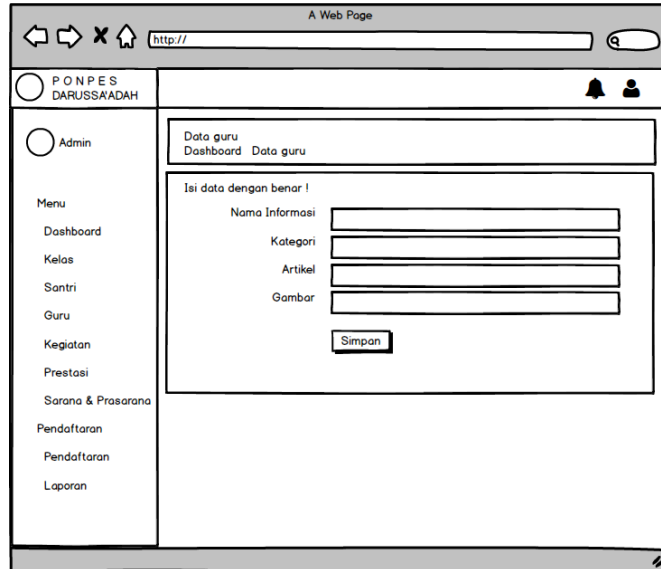 A Web Page
http://
PONPES
DARUSSA'ADAH
Admin
Menu
Dashboard
Kelas
Santri
Guru
Kegiatan
Prestasi
Sarana & Prasarana
Pendaftaran
Pendaftaran
Laporan
Data guru
Dashboard Data guru
Isi data dengan benar !
Nama Informasi
Kategori
Artikel
Gambar
Simpan